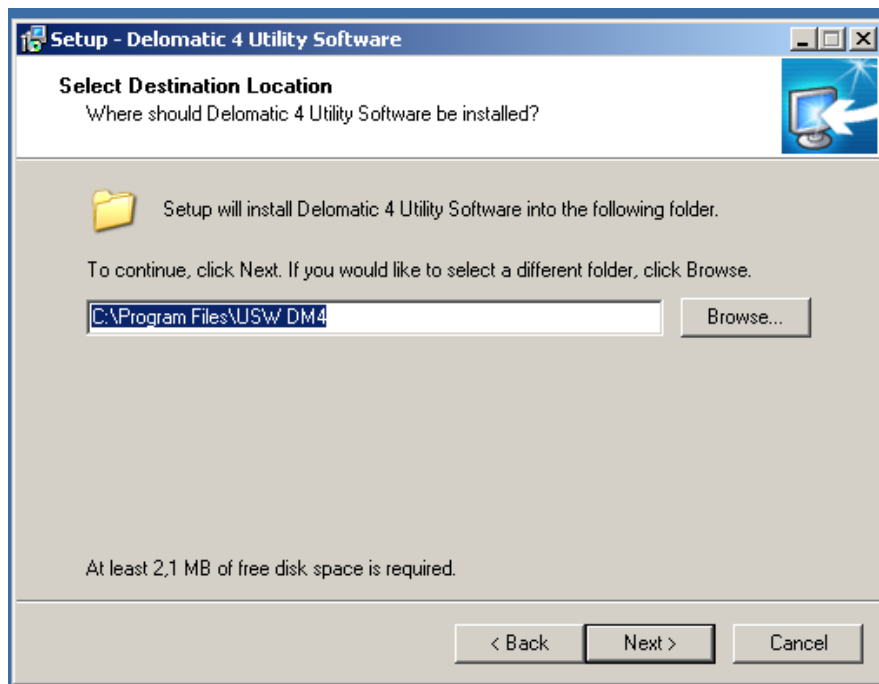 Setup - Delomatic 4 Utility Software
Select Destination Location
Where should Delomatic 4 Utility Software be installed?
Setup will install Delomatic 4 Utility Software into the following folder.
To continue, click Next. If you would like to select a different folder, click Browse.
C:\Program Files\USW DM4
Browse...
At least 2,1 MB of free disk space is required.
< Back
Next >
Cancel